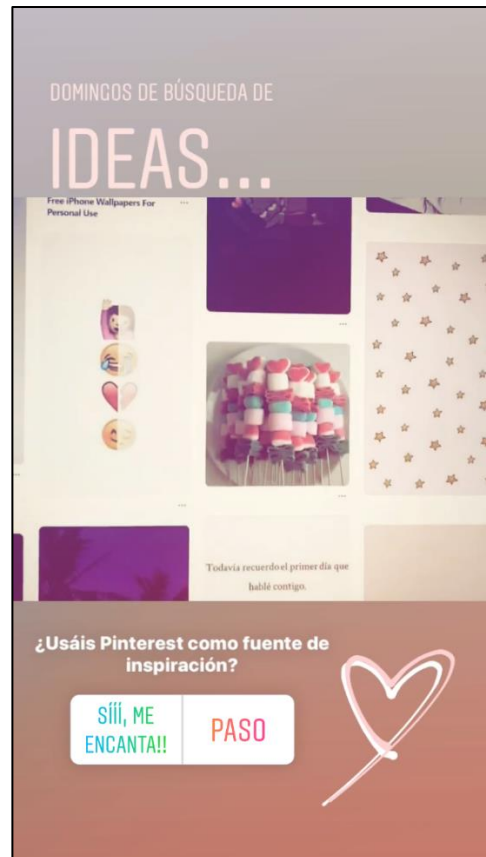 DOMINGOS DE BÚSQUEDA DE
IDEAS...
Free iPhone Wallpapers For
Personal Use
Todavía recuerdo el primer día que
hablé contigo.
¿Usáis Pinterest como fuente de
inspiración?
SÍÍÍ, ME
ENCANTA!!
PASO